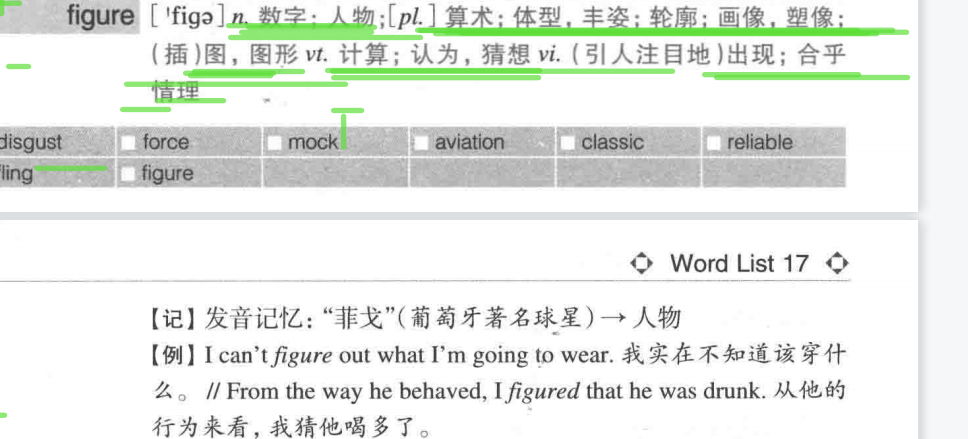 figure [ˈfigə] n. 数字；人物；[pl.] 算术；体型，丰姿；轮廓；画像，塑像；
(插)图，图形 vt. 计算；认为，猜想 vi. (引人注目地)出现；合乎
情理
disgust force mock aviation classic reliable
ling figure
Word List 17
【记】发音记忆：“菲戈”(葡萄牙著名球星)→人物
【例】I can't figure out what I'm going to wear. 我实在不知道该穿什
么。// From the way he behaved, I figured that he was drunk. 从他的
行为来看，我猜他喝多了。